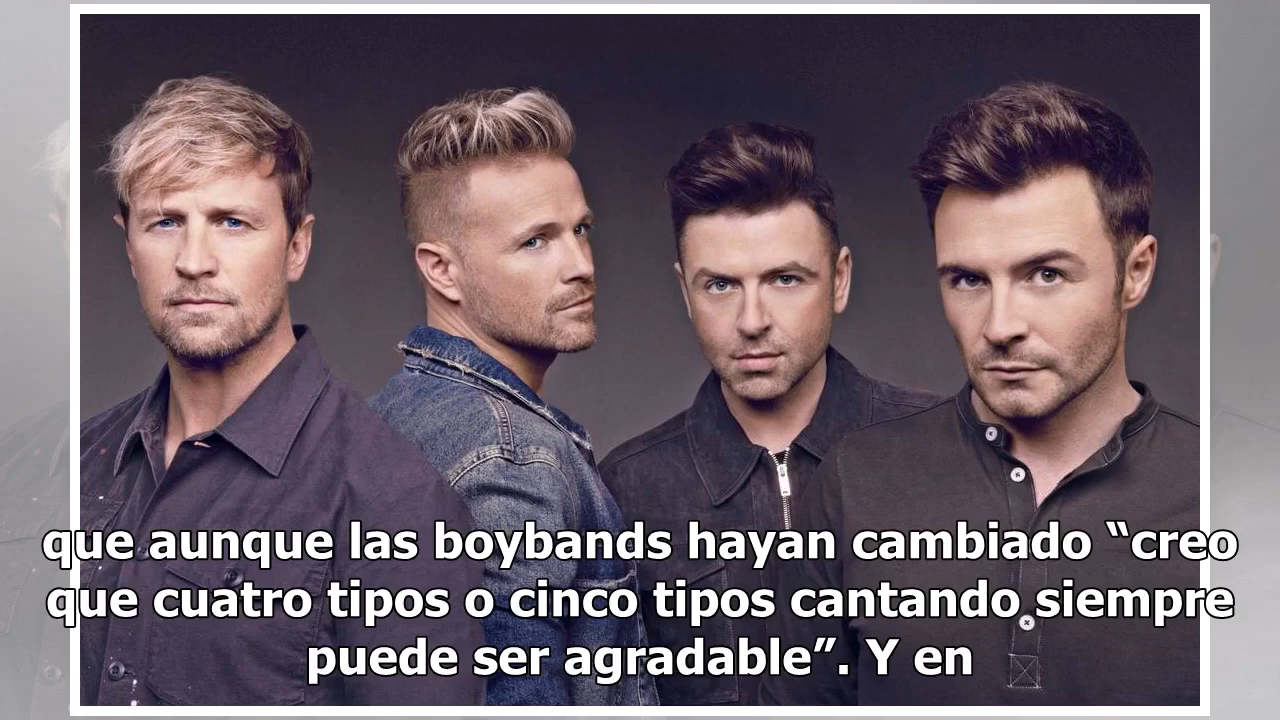 que aunque las boybands hayan cambiado “creo
que cuatro tipos o cinco tipos cantando siempre
puede ser agradable”. Y en